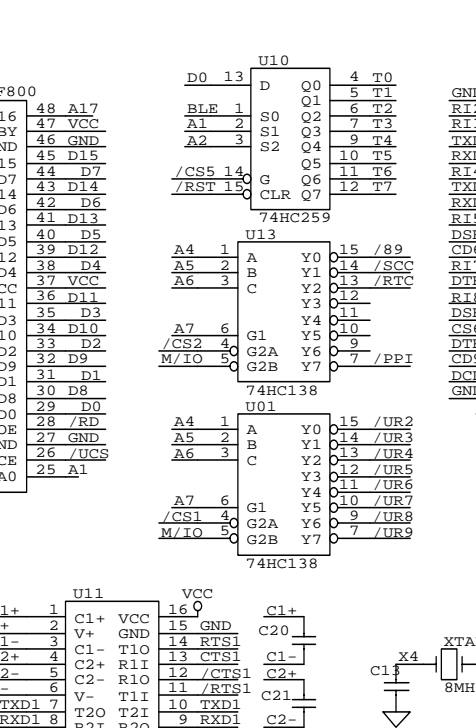 F800
48 A17
47 VCC
46 GND
45 D15
44 D7
43 D14
42 D6
41 D13
40 D5
39 D12
38 D4
37 VCC
36 D11
35 D3
34 D10
33 D2
32 D9
31 D1
30 D8
29 D0
28 /RD
27 GND
26 /UCS
25 A1
U10
D0 13 D Q0 4 T0
Q1 5 T1
BLE 1 S0 Q2 6 T2
A1 2 S1 Q3 7 T3
A2 3 S2 Q4 9 T4
Q5 10 T5
/CS5 14 G Q6 11 T6
/RST 15 CLR Q7 12 T7
74HC259
U13
A4 1 A Y0 15 /89
A5 2 B Y1 14 /SCC
A6 3 C Y2 13 /RTC
Y3 12
Y4 11
A7 6 G1 Y5 10
/CS2 4 G2A Y6 9
M/IO 5 G2B Y7 7 /PPI
74HC138
U01
A4 1 A Y0 15 /UR2
A5 2 B Y1 14 /UR3
A6 3 C Y2 13 /UR4
Y3 12 /UR5
Y4 11 /UR6
A7 6 G1 Y5 10 /UR7
/CS1 4 G2A Y6 9 /UR8
M/IO 5 G2B Y7 7 /UR9
74HC138
U11
VCC
1+ 1 C1+ VCC 16
+ 2 V+ GND 15 GND
1- 3 C1- T1O 14 RTS1
2+ 4 C2+ R1I 13 CTS1
2- 5 C2- R1O 12 /CTS1
- 6 V- T1I 11 /RTS1
TXD1 7 T2O T2I 10 TXD1
RXD1 8 R2I R2O 9 RXD1
C1+
C20
C1-
C2+
C21
C2-
X4
C13
XTA
8MH